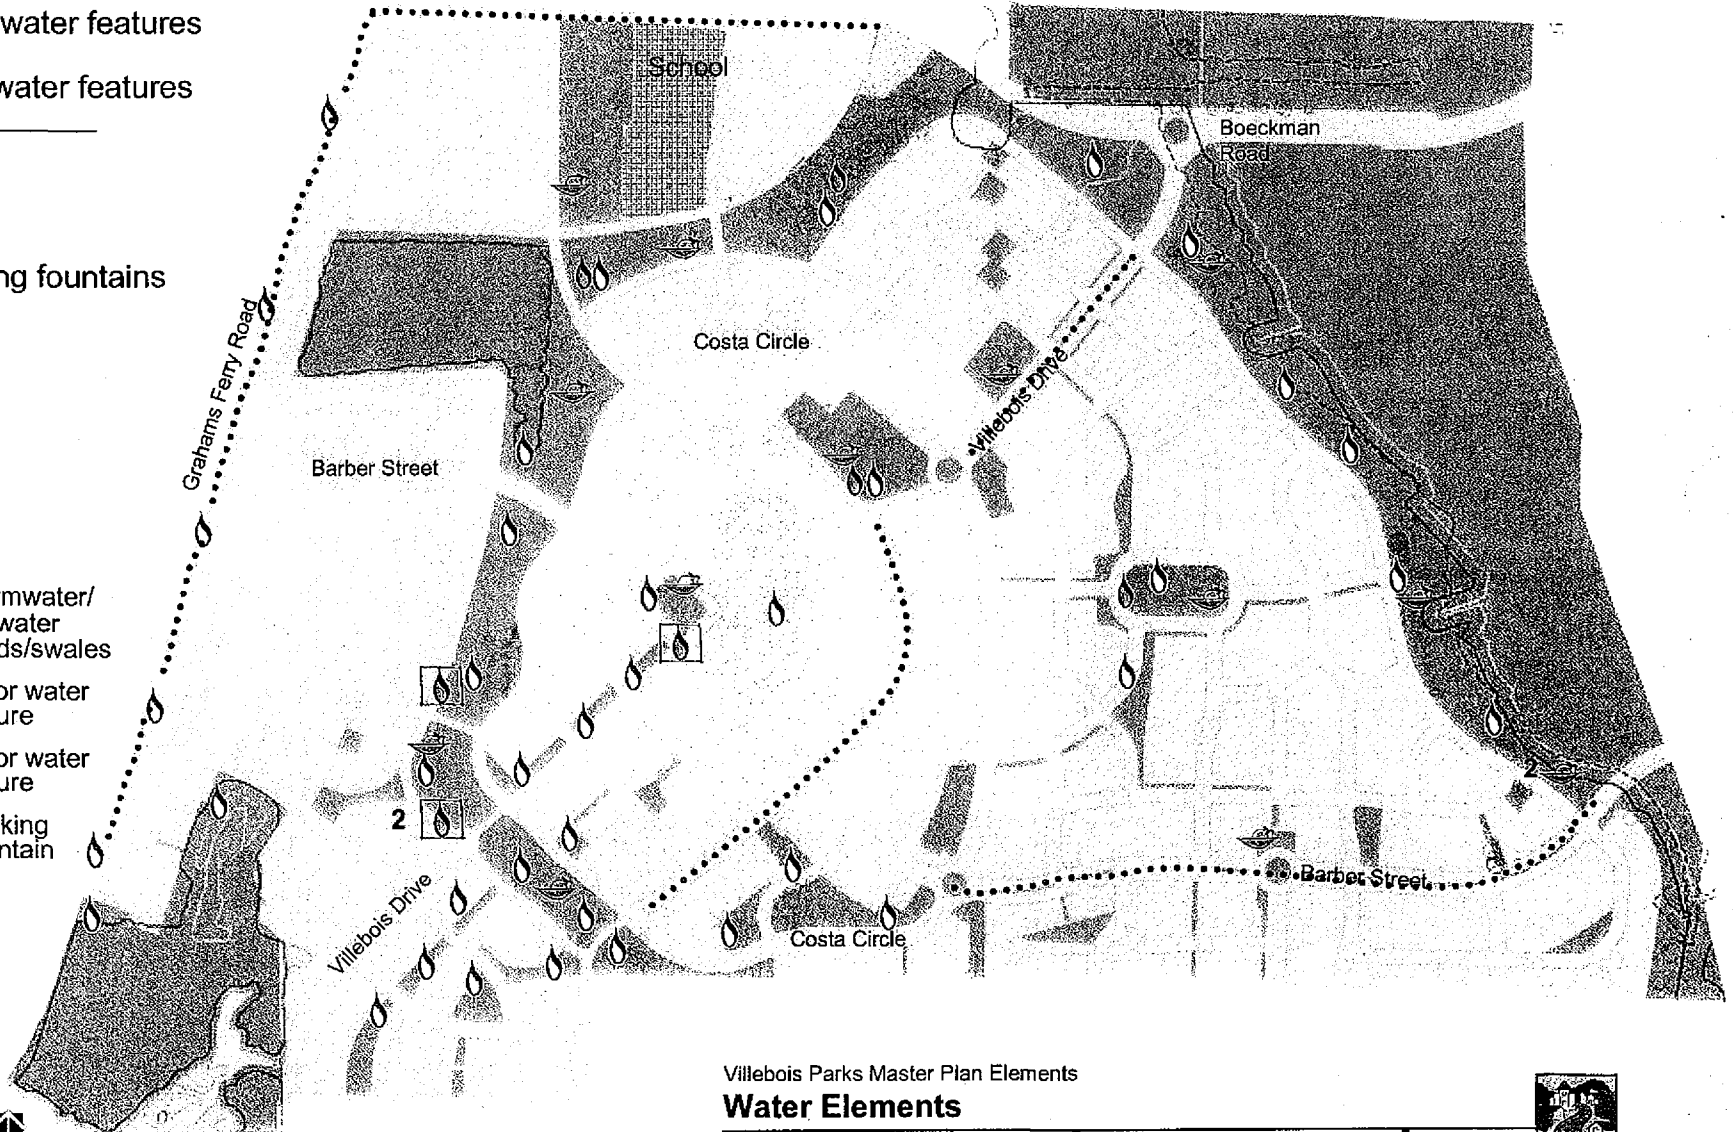 water features
water features
ng fountains
rmwater/
water
ds/swales
or water
ure
or water
ure
king
ntain
School
Boeckman
Road
Costa Circle
Villebois Drive
Grahams Ferry Road
Barber Street
2
2
Villebois Drive
Barber Street
Costa Circle
Villebois Parks Master Plan Elements
Water Elements